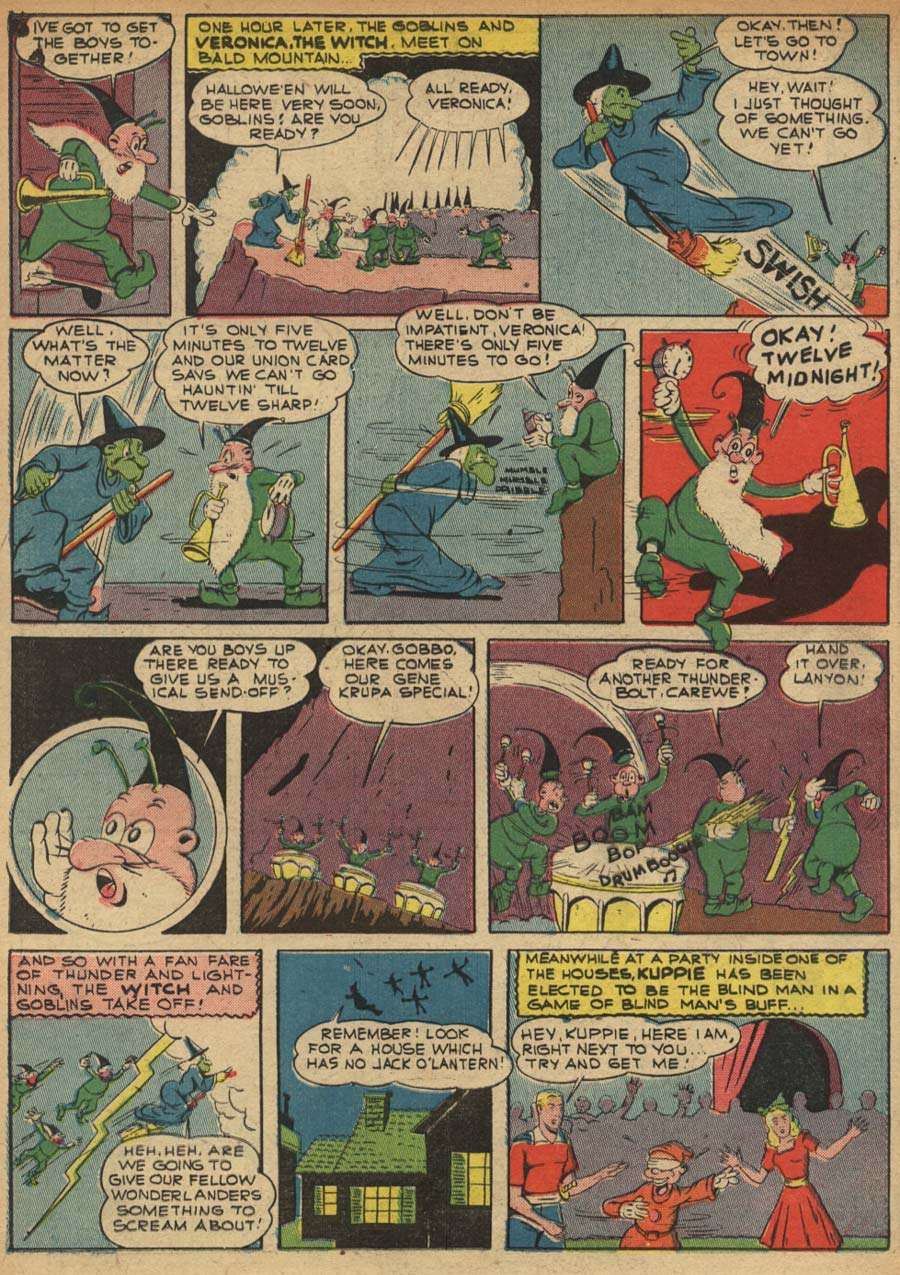 I'VE GOT TO GET
THE BOYS TO-
GETHER!
ONE HOUR LATER, THE GOBLINS AND
VERONICA, THE WITCH, MEET ON
BALD MOUNTAIN...
HALLOWE'EN WILL
BE HERE VERY SOON,
GOBLINS! ARE YOU
READY?
ALL READY,
VERONICA!
OKAY, THEN!
LET'S GO TO
TOWN!
HEY, WAIT!
I JUST THOUGHT
OF SOMETHING.
WE CAN'T GO
YET!
SWISH
WELL,
WHAT'S THE
MATTER
NOW?
IT'S ONLY FIVE
MINUTES TO TWELVE
AND OUR UNION CARD
SAYS WE CAN'T GO
HAUNTIN' TILL
TWELVE SHARP!
WELL, DON'T BE
IMPATIENT, VERONICA!
THERE'S ONLY FIVE
MINUTES TO GO!
MUMBLE
MUMBLE
DRIBBLE
OKAY!
TWELVE
MIDNIGHT!
ARE YOU BOYS UP
THERE READY TO
GIVE US A MUS-
ICAL SEND-OFF?
OKAY, GOBBO,
HERE COMES
OUR GENE
KRUPA SPECIAL!
READY FOR
ANOTHER THUNDER-
BOLT, CAREWE?
HAND
IT OVER,
LANYON!
BAM
BOOM
BOP
DRUMBOOGIE
AND SO WITH A FAN FARE
OF THUNDER AND LIGHT-
NING, THE WITCH AND
GOBLINS TAKE OFF!
HEH, HEH, ARE
WE GOING TO
GIVE OUR FELLOW
WONDERLANDERS
SOMETHING TO
SCREAM ABOUT!
REMEMBER! LOOK
FOR A HOUSE WHICH
HAS NO JACK O'LANTERN!
MEANWHILE AT A PARTY INSIDE ONE OF
THE HOUSES, KUPPIE HAS BEEN
ELECTED TO BE THE BLIND MAN IN A
GAME OF BLIND MAN'S BUFF...
HEY, KUPPIE, HERE I AM,
RIGHT NEXT TO YOU...
TRY AND GET ME!